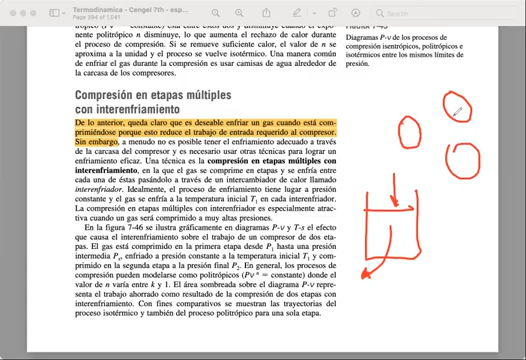 Termodinamica - Cengel 7th - esp...
Page 394 of 1,041
nente politrópico n disminuye, lo que aumenta el rechazo de calor durante
el proceso de compresión. Si se remueve suficiente calor, el valor de n se
aproxima a la unidad y el proceso se vuelve isotérmico. Una manera común
de enfriar el gas durante la compresión es usar camisas de agua alrededor de
la carcasa de los compresores.
Diagramas P-v de los procesos de
compresión isentrópicos, politrópicos e
isotérmicos entre los mismos límites de
presión.
Compresión en etapas múltiples
con interenfriamiento
De lo anterior, queda claro que es deseable enfriar un gas cuando está com-
primiéndose porque esto reduce el trabajo de entrada requerido al compresor.
Sin embargo, a menudo no es posible tener el enfriamiento adecuado a través
de la carcasa del compresor y es necesario usar otras técnicas para lograr un
enfriamiento eficaz. Una técnica es la compresión en etapas múltiples con
interenfriamiento, en la que el gas se comprime en etapas y se enfría entre
cada una de éstas pasándolo a través de un intercambiador de calor llamado
interenfriador. Idealmente, el proceso de enfriamiento tiene lugar a presión
constante y el gas se enfría a la temperatura inicial T1 en cada interenfriador.
La compresión en etapas múltiples con interenfriamiento es especialmente atrac-
tiva cuando un gas será comprimido a muy altas presiones.
En la figura 7-46 se ilustra gráficamente en diagramas P-v y T-s el efecto
que causa el interenfriamiento sobre el trabajo de un compresor de dos eta-
pas. El gas está comprimido en la primera etapa desde P1 hasta una presión
intermedia Px, enfriado a presión constante a la temperatura inicial T1 y com-
primido en la segunda etapa a la presión final P2. En general, los procesos de
compresión pueden modelarse como politrópicos (Pv n = constante) donde el
valor de n varía entre k y 1. El área sombreada sobre el diagrama P-v repre-
senta el trabajo ahorrado como resultado de la compresión de dos etapas con
interenfriamiento. Con fines comparativos se muestran las trayectorias del
proceso isotérmico y también del proceso politrópico para una sola etapa.